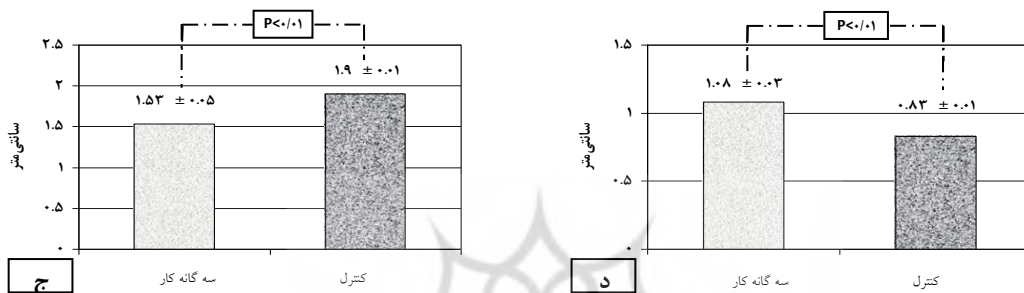 P<۰/۰۱
۲.۵
۲
۱.۵
۱
۰.۵
۰
سانتی متر
۱.۵۳ ± ۰.۰۵
۱.۹ ± ۰.۰۱
سه گانه کار
کنترل
ج
P<۰/۰۱
۱.۵
۱
۰.۵
۰
سانتی متر
۱.۰۸ ± ۰.۰۳
۰.۸۳ ± ۰.۰۱
سه گانه کار
کنترل
د